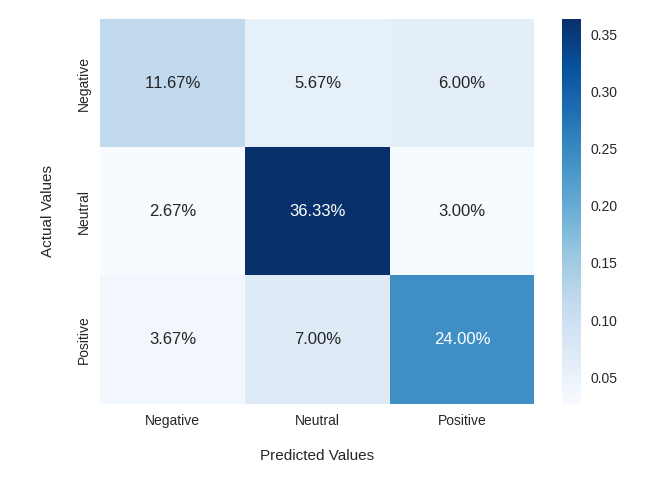 Actual Values
Negative
11.67% 5.67% 6.00%
Neutral
2.67% 36.33% 3.00%
Positive
3.67% 7.00% 24.00%
Negative Neutral Positive
Predicted Values
0.35
0.30
0.25
0.20
0.15
0.10
0.05